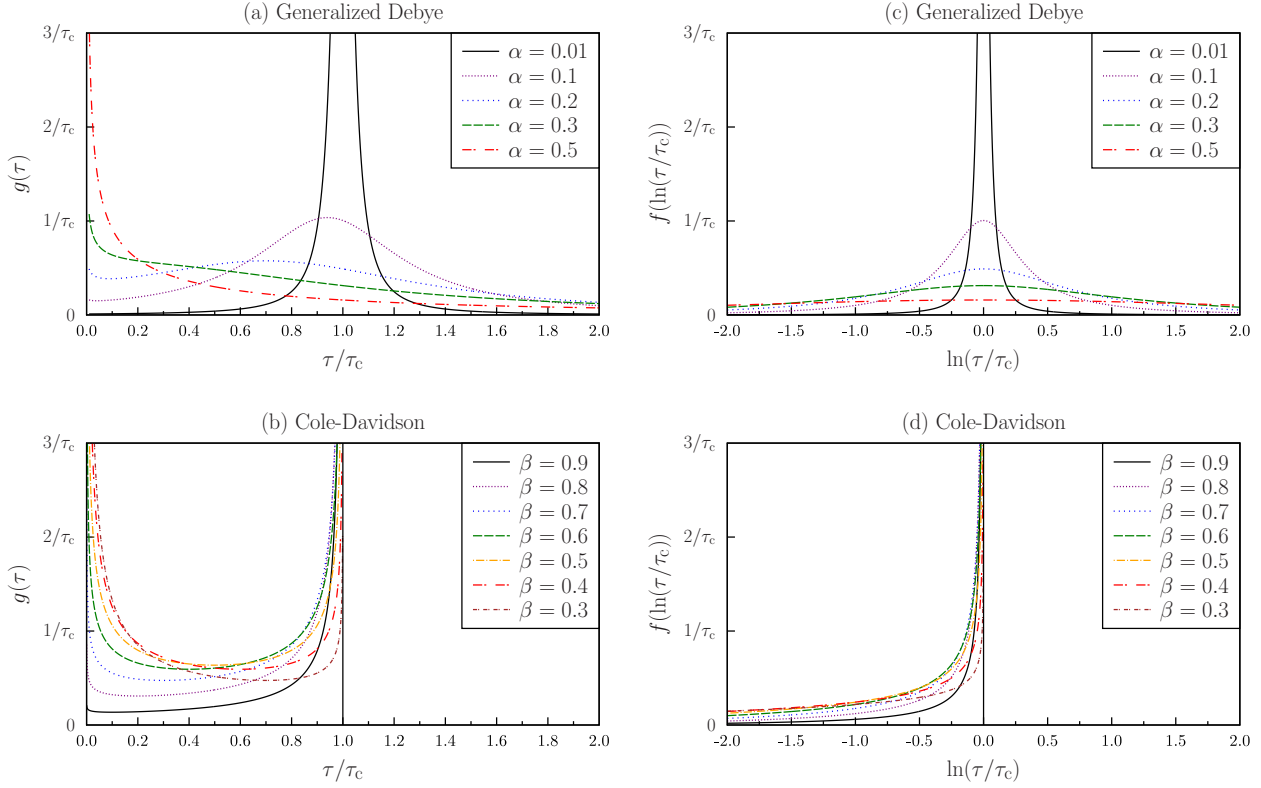 (a) Generalized Debye
3/τc
2/τc
1/τc
0
g(τ)
0.0 0.2 0.4 0.6 0.8 1.0 1.2 1.4 1.6 1.8 2.0
τ/τc
α = 0.01
α = 0.1
α = 0.2
α = 0.3
α = 0.5
(c) Generalized Debye
3/τc
2/τc
1/τc
0
f(ln(τ/τc))
-2.0 -1.5 -1.0 -0.5 0.0 0.5 1.0 1.5 2.0
ln(τ/τc)
α = 0.01
α = 0.1
α = 0.2
α = 0.3
α = 0.5
(b) Cole-Davidson
3/τc
2/τc
1/τc
0
g(τ)
0.0 0.2 0.4 0.6 0.8 1.0 1.2 1.4 1.6 1.8 2.0
τ/τc
β = 0.9
β = 0.8
β = 0.7
β = 0.6
β = 0.5
β = 0.4
β = 0.3
(d) Cole-Davidson
3/τc
2/τc
1/τc
0
f(ln(τ/τc))
-2.0 -1.5 -1.0 -0.5 0.0 0.5 1.0 1.5 2.0
ln(τ/τc)
β = 0.9
β = 0.8
β = 0.7
β = 0.6
β = 0.5
β = 0.4
β = 0.3